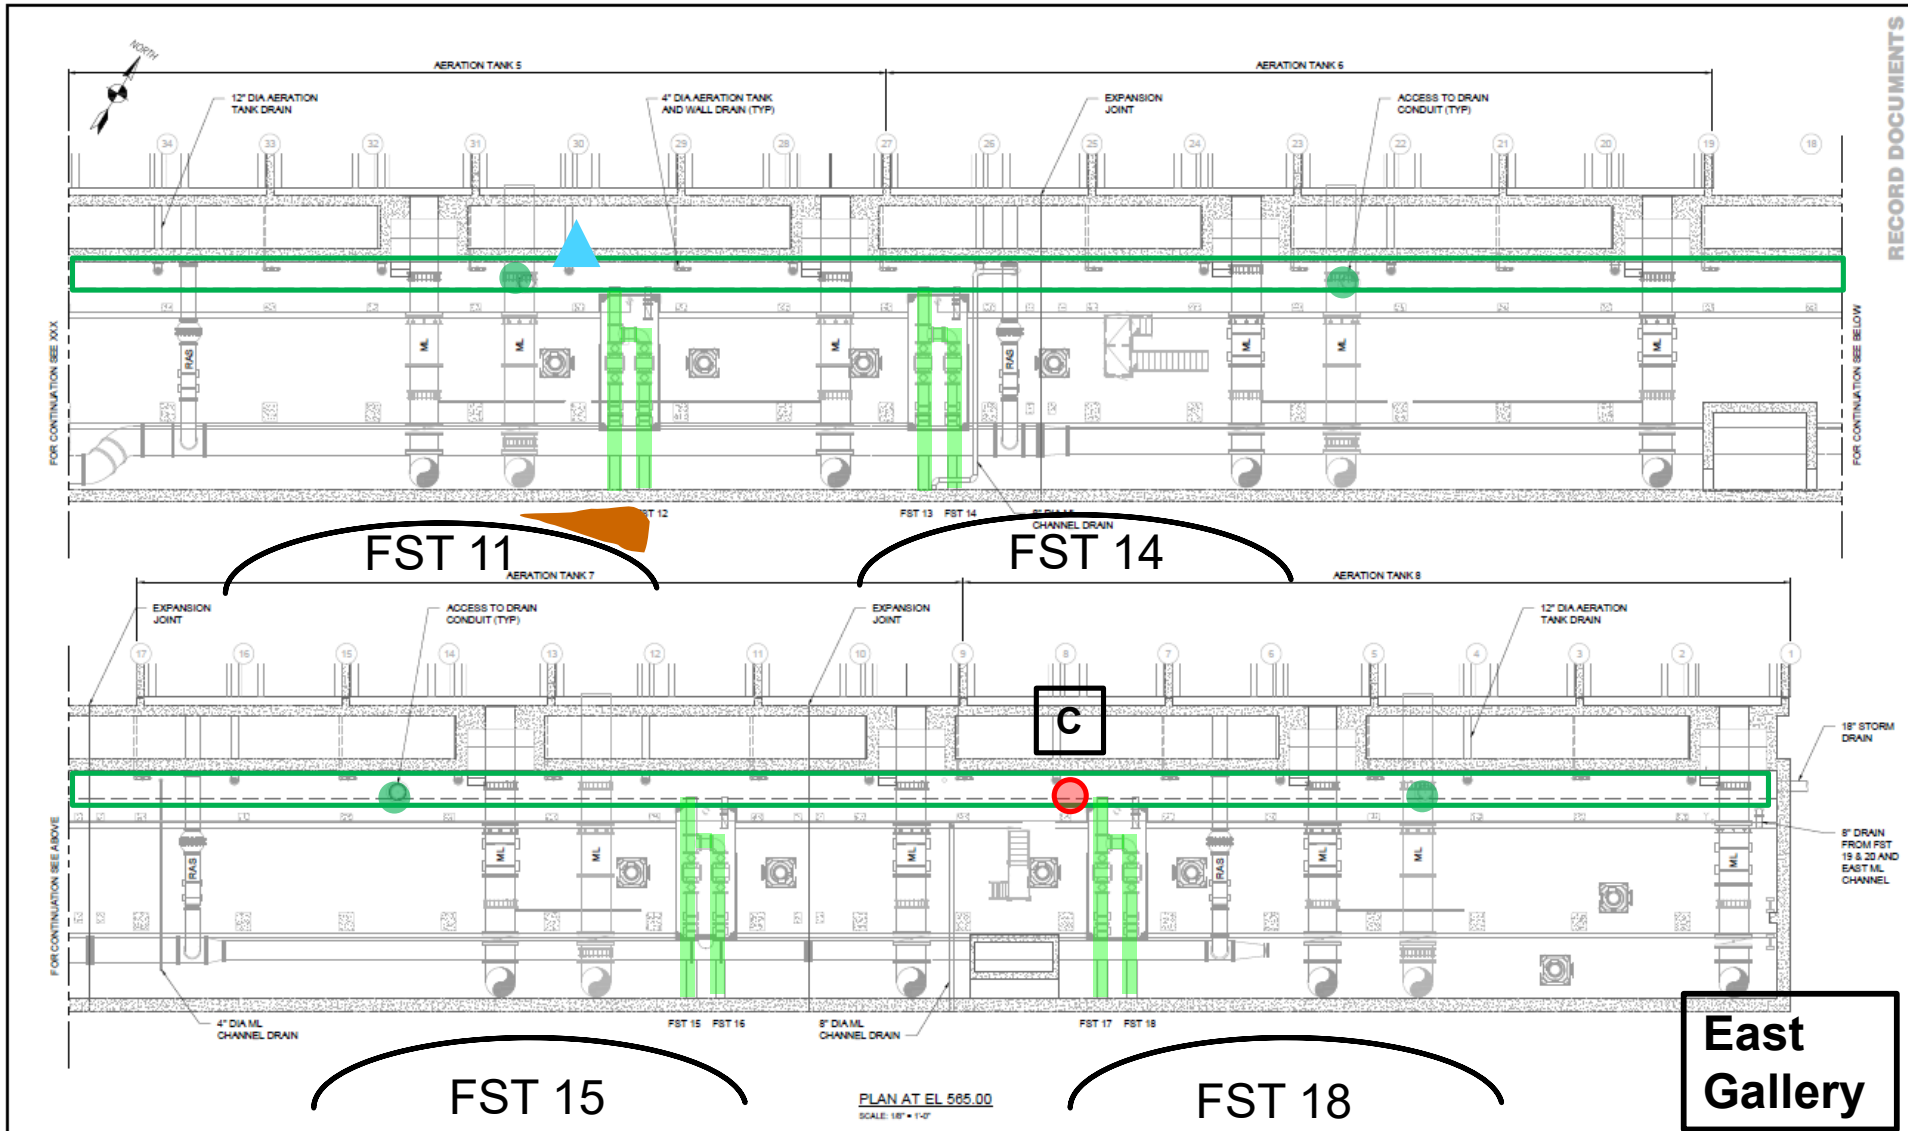 RECORD DOCUMENTS
NORTH
AERATION TANK 5
AERATION TANK 6
12" DIA AERATION
TANK DRAIN
4" DIA AERATION TANK
AND WALL DRAIN (TYP)
EXPANSION
JOINT
ACCESS TO DRAIN
CONDUIT (TYP)
34 33 32 31 30 29 28 27 26 25 24 23 22 21 20 19 18
FOR CONTINUATION SEE XXX
RAS ML ML ML RAS ML ML ML
FOR CONTINUATION SEE BELOW
FST 12
FST 13 FST 14
CHANNEL DRAIN
FST 11
FST 14
AERATION TANK 7
AERATION TANK 8
EXPANSION
JOINT
ACCESS TO DRAIN
CONDUIT (TYP)
EXPANSION
JOINT
12" DIA AERATION
TANK DRAIN
17 16 15 14 13 12 11 10 9 8 7 6 5 4 3 2 1
C
18" STORM
DRAIN
FOR CONTINUATION SEE ABOVE
RAS ML ML ML RAS ML ML ML
8" DRAIN
FROM FST
19 & 20 AND
EAST ML
CHANNEL
4" DIA ML
CHANNEL DRAIN
FST 15 FST 16
8" DIA ML
CHANNEL DRAIN
FST 17 FST 18
East
Gallery
FST 15
FST 18
PLAN AT EL 565.00
SCALE: 1/8" = 1'-0"